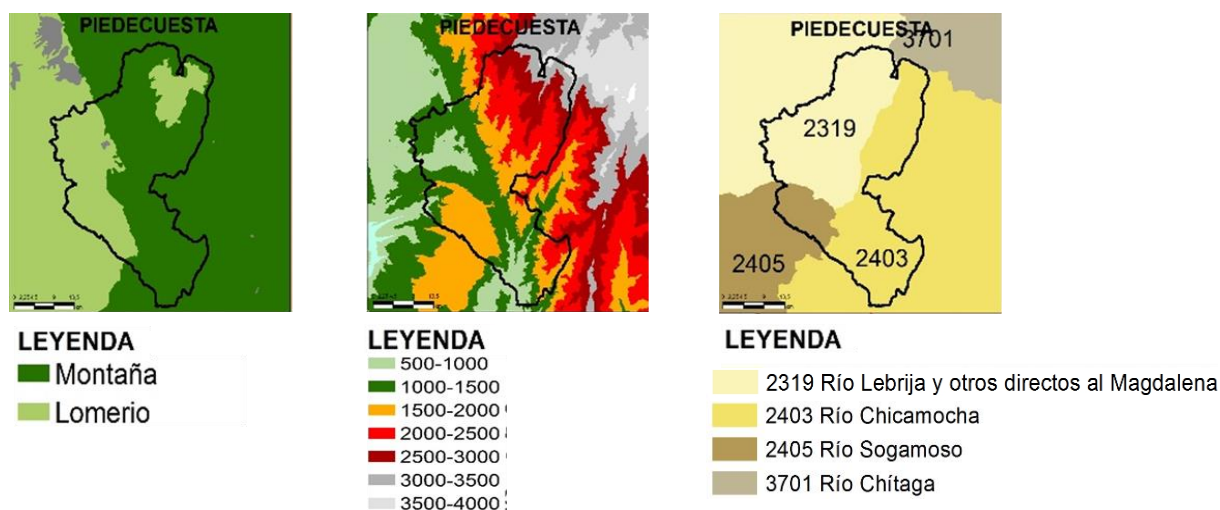 PIEDECUESTA
LEYENDA
Montaña
Lomerio
PIEDECUESTA
LEYENDA
500-1000
1000-1500
1500-2000
2000-2500
2500-3000
3000-3500
3500-4000
PIEDECUESTA
3701
2319
2405
2403
LEYENDA
2319 Río Lebrija y otros directos al Magdalena
2403 Río Chicamocha
2405 Río Sogamoso
3701 Río Chítaga